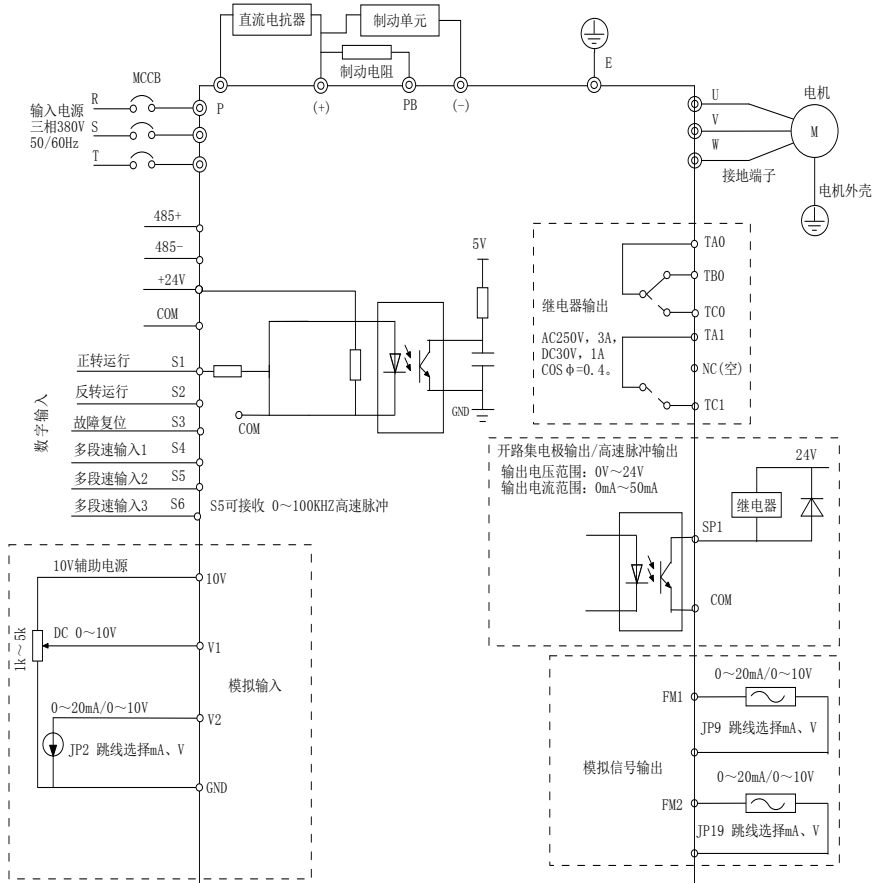 直流电抗器
制动单元
制动电阻
E
MCCB
P
(+)
PB
(-)
R
S
T
输入电源
三相380V
50/60Hz
U
V
W
电机
M
接地端子
电机外壳
485+
485-
+24V
COM
5V
GND
COM
数字输入
正转运行 S1
反转运行 S2
故障复位 S3
多段速输入1 S4
多段速输入2 S5
多段速输入3 S6
S5可接收 0～100KHZ高速脉冲
继电器输出
AC250V, 3A,
DC30V, 1A
COSφ=0.4。
TA0
TB0
TC0
TA1
NC(空)
TC1
开路集电极输出/高速脉冲输出
输出电压范围: 0V～24V
输出电流范围: 0mA～50mA
24V
继电器
SP1
COM
10V辅助电源
10V
1k～5k
DC 0～10V
V1
模拟输入
0～20mA/0～10V
V2
JP2 跳线选择mA、V
GND
0～20mA/0～10V
FM1
JP9 跳线选择mA、V
模拟信号输出
0～20mA/0～10V
FM2
JP19 跳线选择mA、V